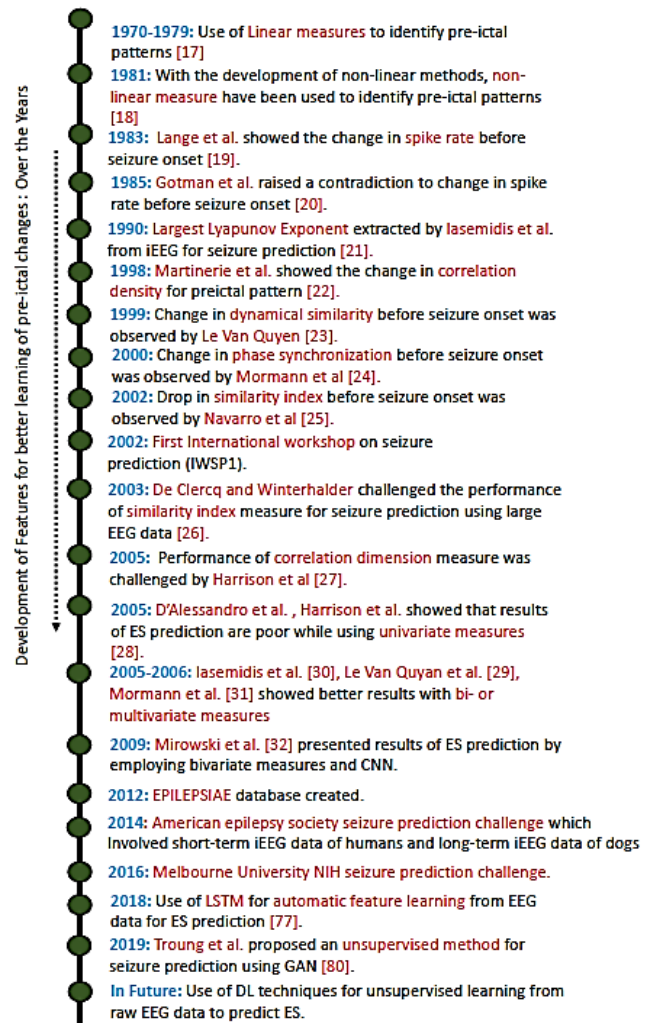 Development of Features for better learning of pre-ictal changes : Over the Years
1970-1979: Use of Linear measures to identify pre-ictal
patterns [17]
1981: With the development of non-linear methods, non-
linear measure have been used to identify pre-ictal patterns
[18]
1983: Lange et al. showed the change in spike rate before
seizure onset [19].
1985: Gotman et al. raised a contradiction to change in spike
rate before seizure onset [20].
1990: Largest Lyapunov Exponent extracted by Iasemidis et al.
from iEEG for seizure prediction [21].
1998: Martinerie et al. showed the change in correlation
density for preictal pattern [22].
1999: Change in dynamical similarity before seizure onset was
observed by Le Van Quyen [23].
2000: Change in phase synchronization before seizure onset
was observed by Mormann et al [24].
2002: Drop in similarity index before seizure onset was
observed by Navarro et al [25].
2002: First International workshop on seizure
prediction (IWSP1).
2003: De Clercq and Winterhalder challenged the performance
of similarity index measure for seizure prediction using large
EEG data [26].
2005: Performance of correlation dimension measure was
challenged by Harrison et al [27].
2005: D'Alessandro et al. , Harrison et al. showed that results
of ES prediction are poor while using univariate measures
[28].
2005-2006: Iasemidis et al. [30], Le Van Quyan et al. [29],
Mormann et al. [31] showed better results with bi- or
multivariate measures
2009: Mirowski et al. [32] presented results of ES prediction by
employing bivariate measures and CNN.
2012: EPILEPSIAE database created.
2014: American epilepsy society seizure prediction challenge which
Involved short-term iEEG data of humans and long-term iEEG data of dogs
2016: Melbourne University NIH seizure prediction challenge.
2018: Use of LSTM for automatic feature learning from EEG
data for ES prediction [77].
2019: Troung et al. proposed an unsupervised method for
seizure prediction using GAN [80].
In Future: Use of DL techniques for unsupervised learning from
raw EEG data to predict ES.